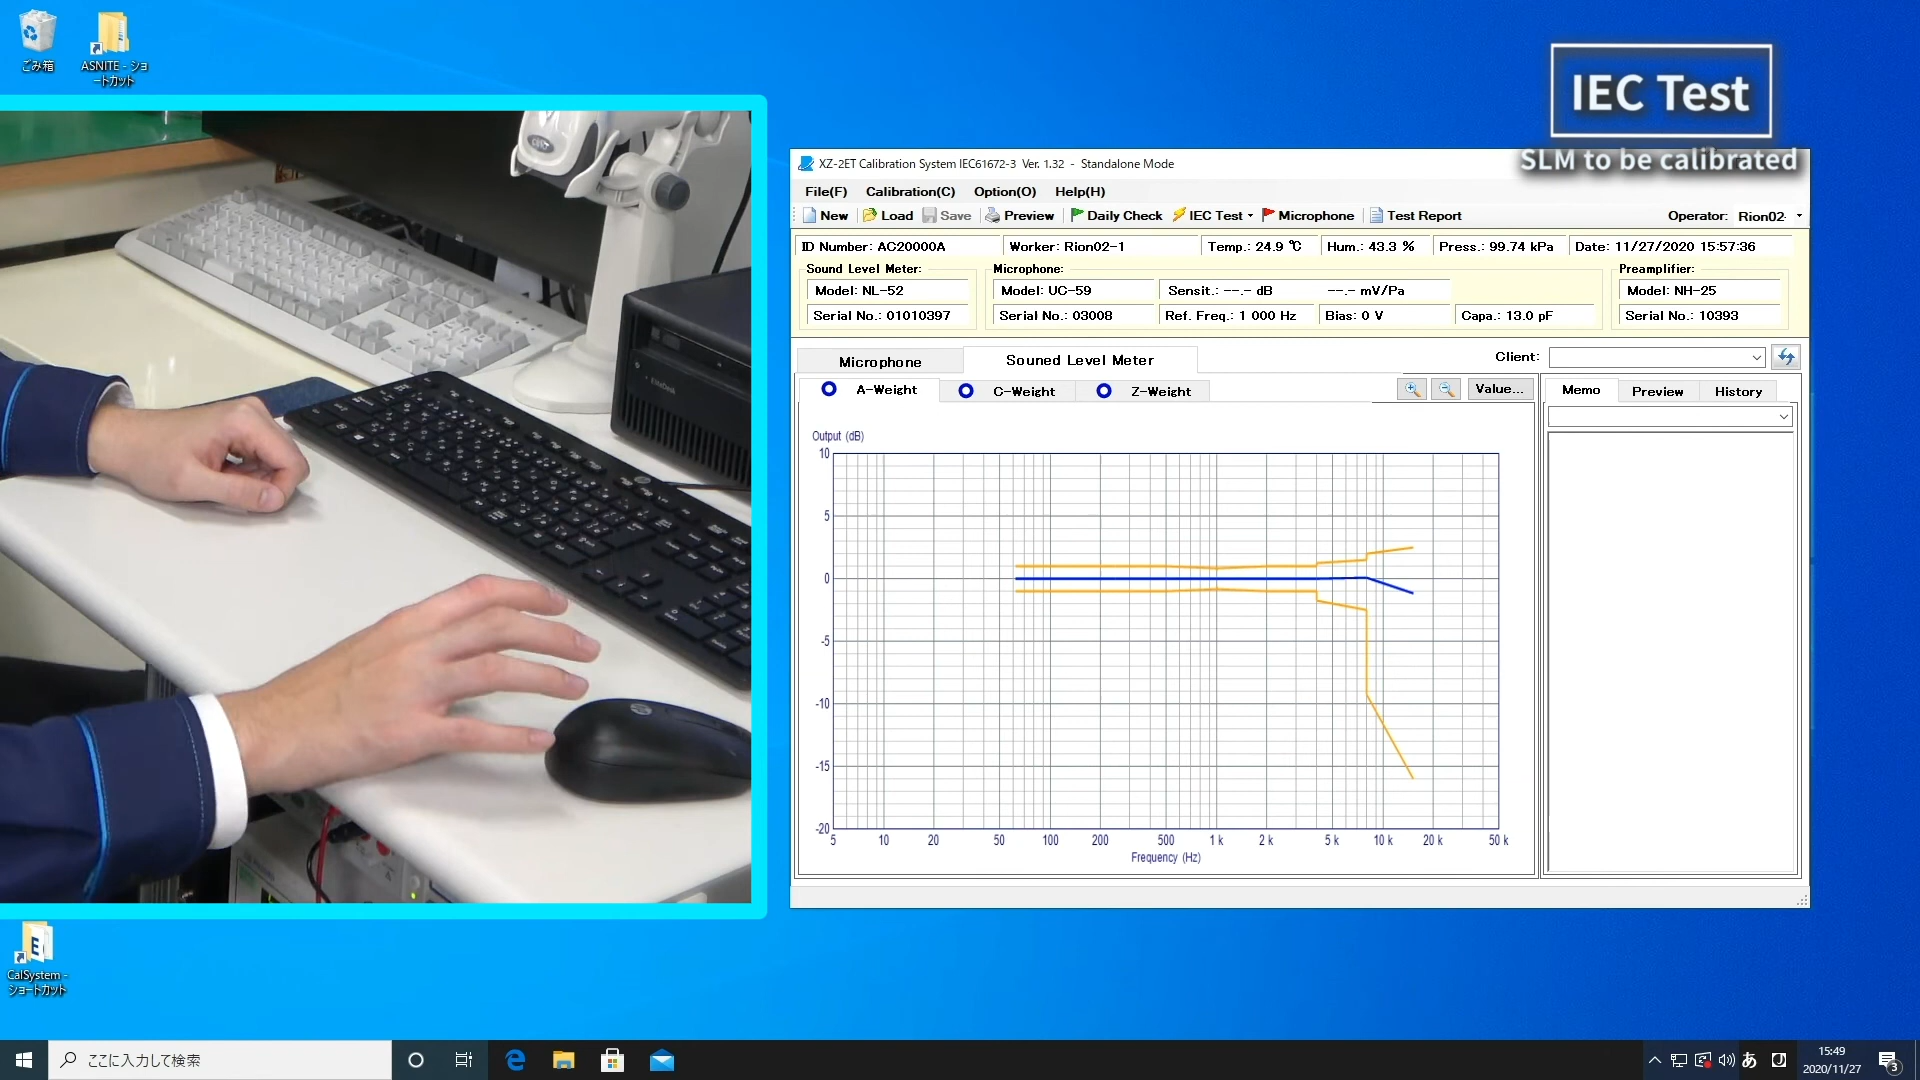 ごみ箱
ASNITE - ショ
ートカット
IEC Test
SLM to be calibrated
XZ-2ET Calibration System IEC61672-3 Ver. 1.32 - Standalone Mode
File(F) Calibration(C) Option(O) Help(H)
New Load Save Preview Daily Check IEC Test Microphone Test Report Operator: Rion02-
ID Number: AC20000A Worker: Rion02-1 Temp.: 24.9 ℃ Hum.: 43.3 % Press.: 99.74 kPa Date: 11/27/2020 15:57:36
Sound Level Meter: Microphone: Preamplifier:
Model: NL-52 Model: UC-59 Sensit.: --.- dB --.- mV/Pa Model: NH-25
Serial No.: 01010397 Serial No.: 03008 Ref. Freq.: 1 000 Hz Bias: 0 V Capa.: 13.0 pF Serial No.: 10393
Microphone Souned Level Meter Client:
A-Weight C-Weight Z-Weight Value... Memo Preview History
Output (dB)
10
5
0
-5
-10
-15
-20
5 10 20 50 100 200 500 1 k 2 k 5 k 10 k 20 k 50 k
Frequency (Hz)
CalSystem -
ショートカット
ここに入力して検索
あ
15:49
2020/11/27
3